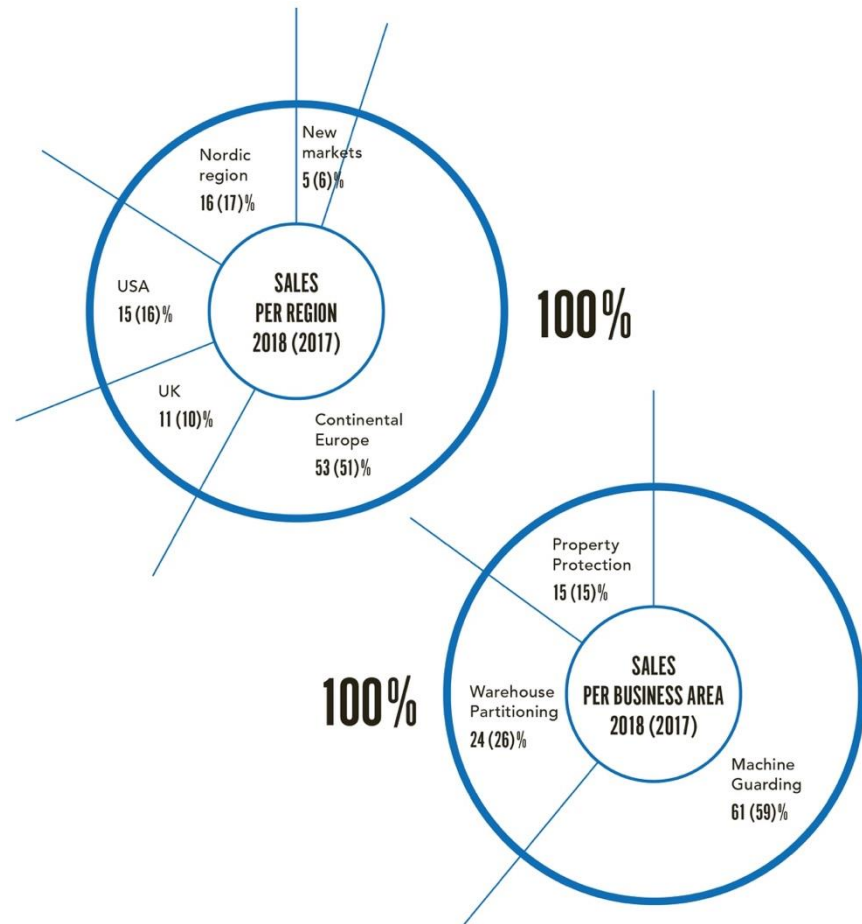 New
markets
5 (6)%
Nordic
region
16 (17)%
USA
15 (16)%
SALES
PER REGION
2018 (2017)
100%
UK
11 (10)%
Continental
Europe
53 (51)%
Property
Protection
15 (15)%
100%
Warehouse
Partitioning
24 (26)%
SALES
PER BUSINESS AREA
2018 (2017)
Machine
Guarding
61 (59)%